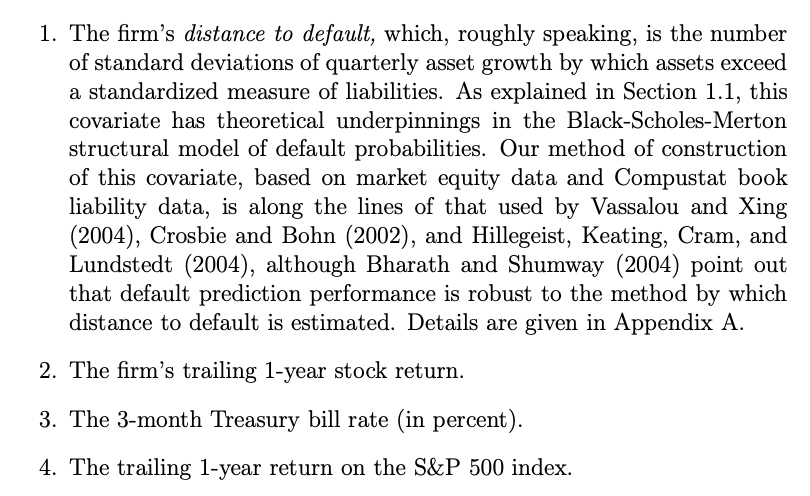 1. The firm's distance to default, which, roughly speaking, is the number
of standard deviations of quarterly asset growth by which assets exceed
a standardized measure of liabilities. As explained in Section 1.1, this
covariate has theoretical underpinnings in the Black-Scholes-Merton
structural model of default probabilities. Our method of construction
of this covariate, based on market equity data and Compustat book
liability data, is along the lines of that used by Vassalou and Xing
(2004), Crosbie and Bohn (2002), and Hillegeist, Keating, Cram, and
Lundstedt (2004), although Bharath and Shumway (2004) point out
that default prediction performance is robust to the method by which
distance to default is estimated. Details are given in Appendix A.
2. The firm's trailing 1-year stock return.
3. The 3-month Treasury bill rate (in percent).
4. The trailing 1-year return on the S&P 500 index.